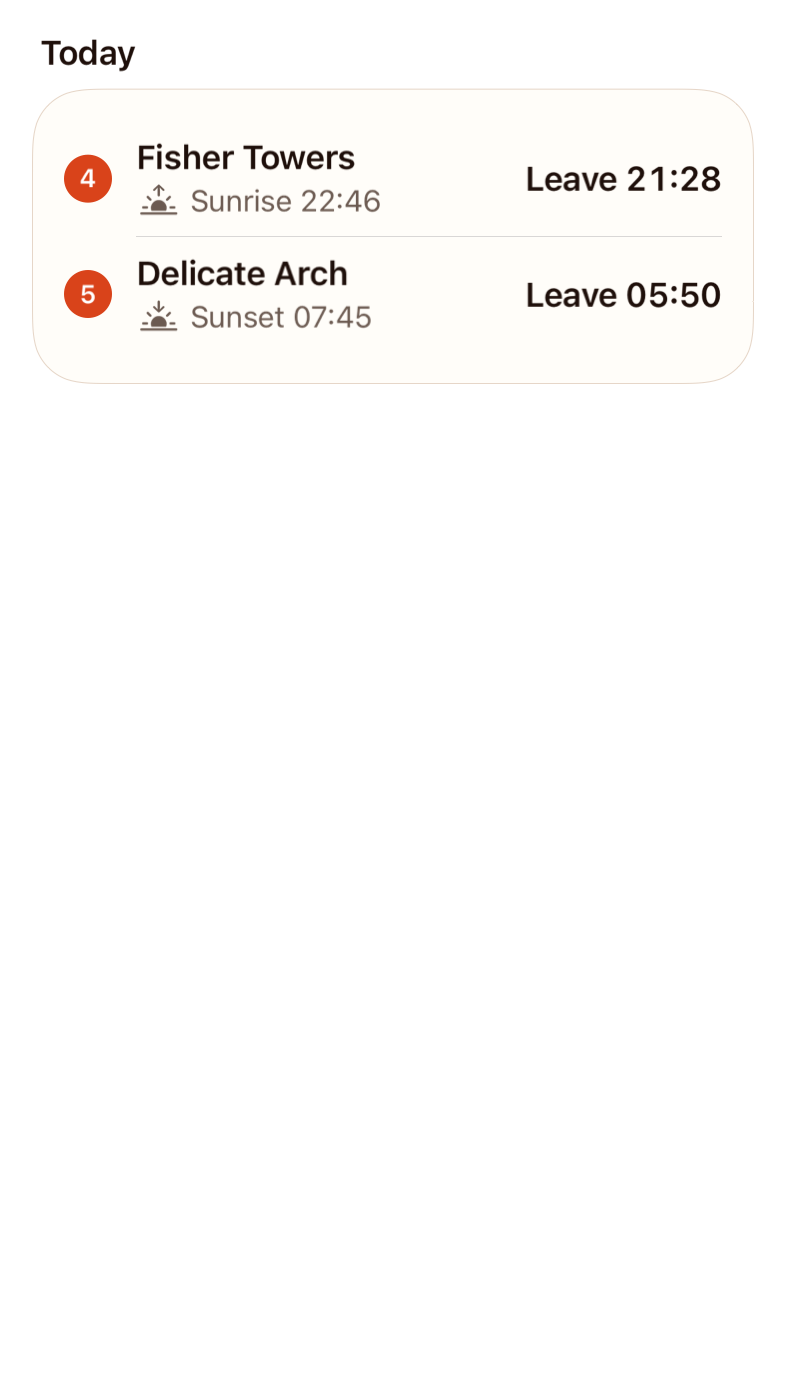 Today
4
Fisher Towers
Sunrise 22:46
Leave 21:28
5
Delicate Arch
Sunset 07:45
Leave 05:50